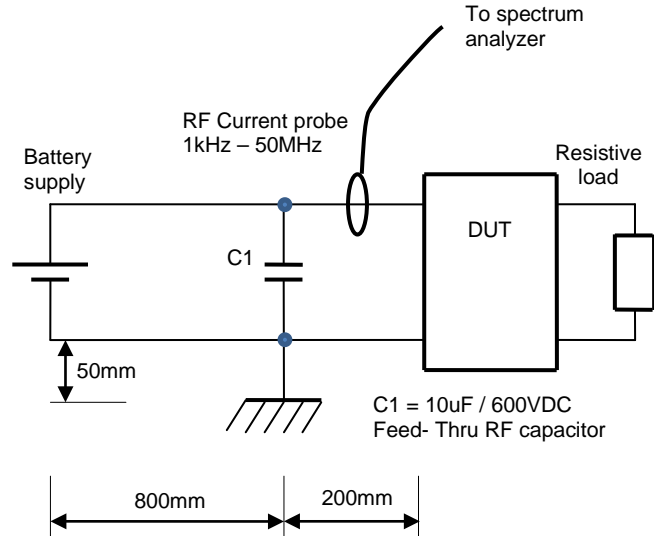 To spectrum
analyzer
RF Current probe
1kHz – 50MHz
Battery
supply
Resistive
load
DUT
C1
50mm
C1 = 10uF / 600VDC
Feed- Thru RF capacitor
800mm
200mm